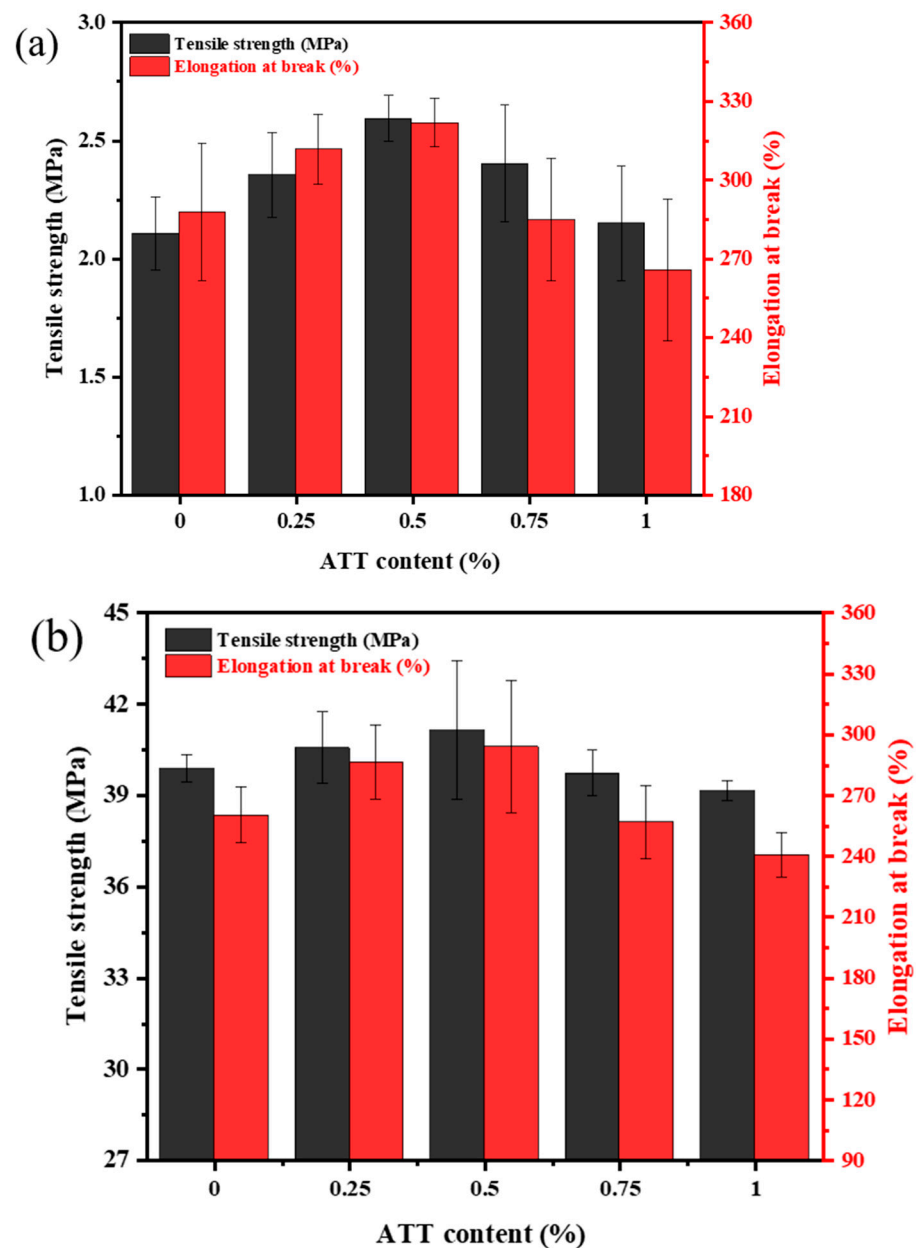 (a)
Tensile strength (MPa)
Elongation at break (%)
3.0
2.5
2.0
1.5
1.0
Tensile strength (MPa)
360
330
300
270
240
210
180
Elongation at break (%)
0 0.25 0.5 0.75 1
ATT content (%)
(b)
Tensile strength (MPa)
Elongation at break (%)
45
42
39
36
33
30
27
Tensile strength (MPa)
360
330
300
270
240
210
180
150
120
90
Elongation at break (%)
0 0.25 0.5 0.75 1
ATT content (%)